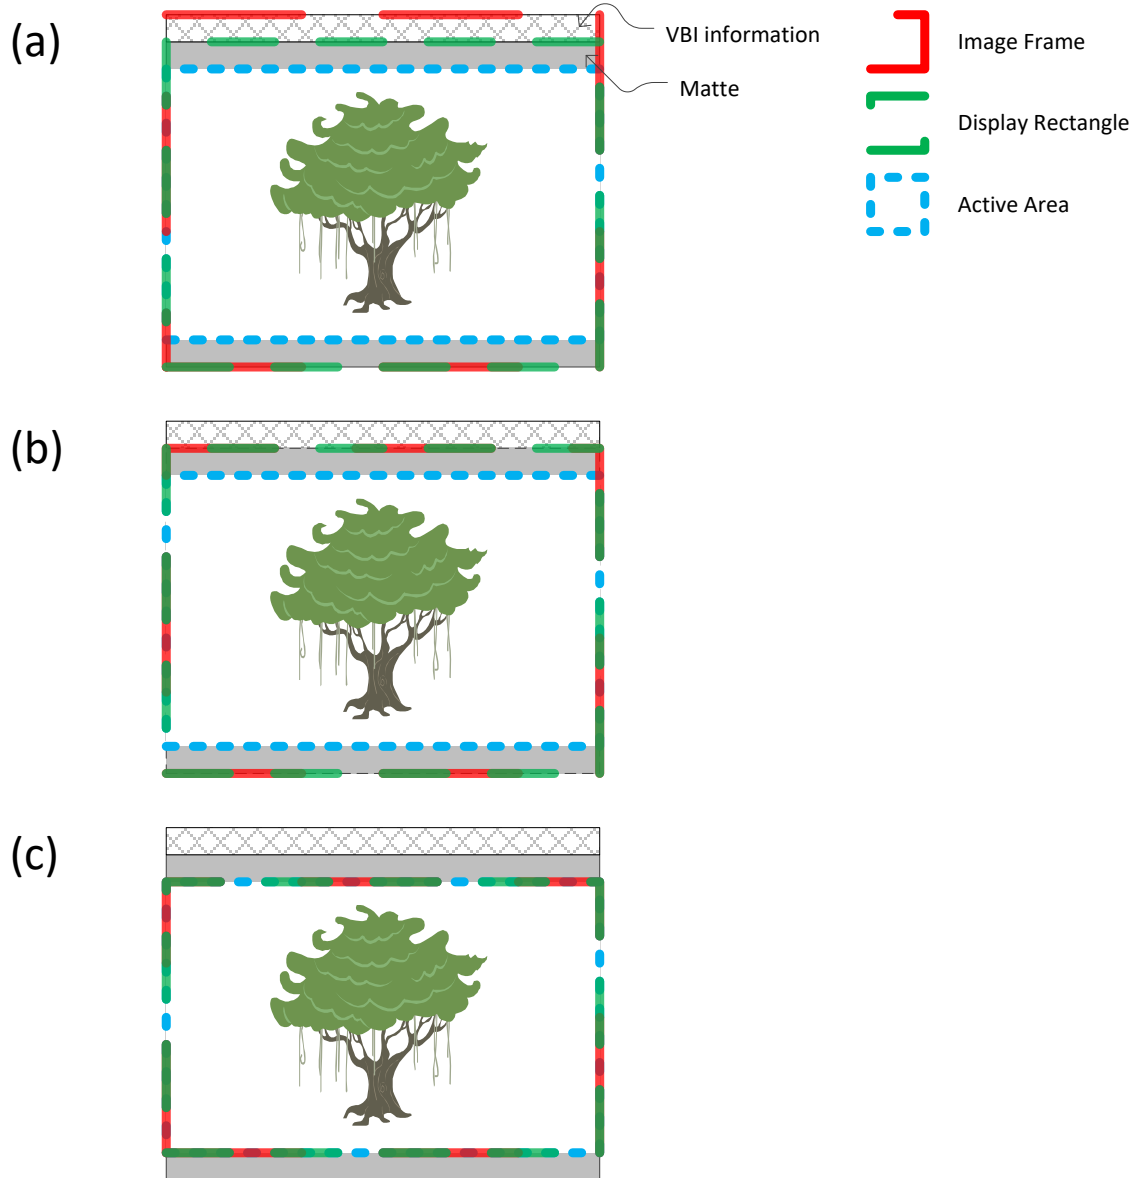 (a)
VBI information
Matte
Image Frame
Display Rectangle
Active Area
(b)
(c)